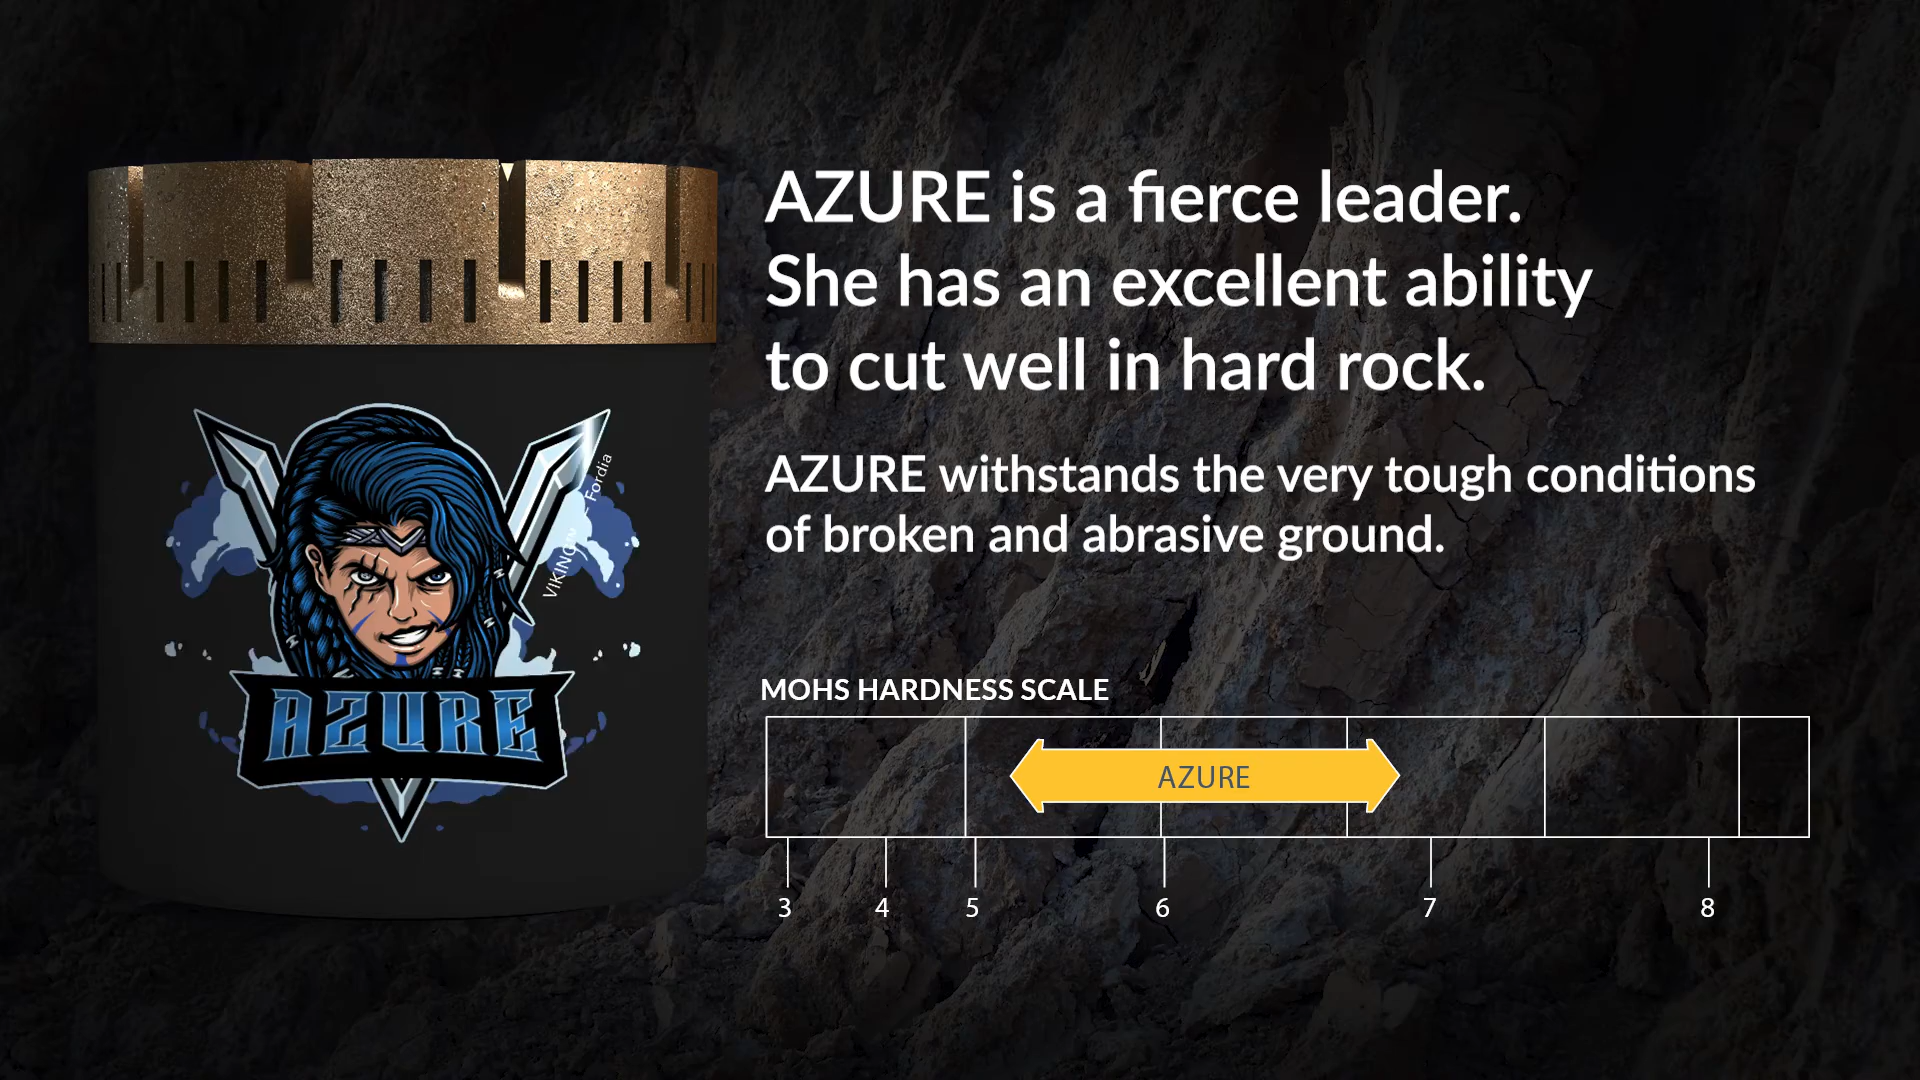 AZURE is a fierce leader.
She has an excellent ability
to cut well in hard rock.
AZURE withstands the very tough conditions
of broken and abrasive ground.
VIKING™ – Fordia
AZURE
MOHS HARDNESS SCALE
AZURE
3 4 5 6 7 8